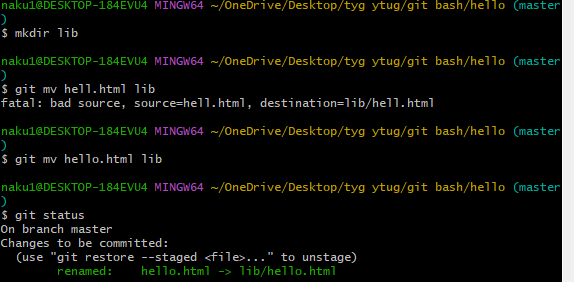 naku1@DESKTOP-184EVU4 MINGW64 ~/OneDrive/Desktop/tyg ytug/git bash/hello (master
)
$ mkdir lib
naku1@DESKTOP-184EVU4 MINGW64 ~/OneDrive/Desktop/tyg ytug/git bash/hello (master
)
$ git mv hell.html lib
fatal: bad source, source=hell.html, destination=lib/hell.html
naku1@DESKTOP-184EVU4 MINGW64 ~/OneDrive/Desktop/tyg ytug/git bash/hello (master
)
$ git mv hello.html lib
naku1@DESKTOP-184EVU4 MINGW64 ~/OneDrive/Desktop/tyg ytug/git bash/hello (master
)
$ git status
On branch master
Changes to be committed:
  (use "git restore --staged <file>..." to unstage)
        renamed:    hello.html -> lib/hello.html